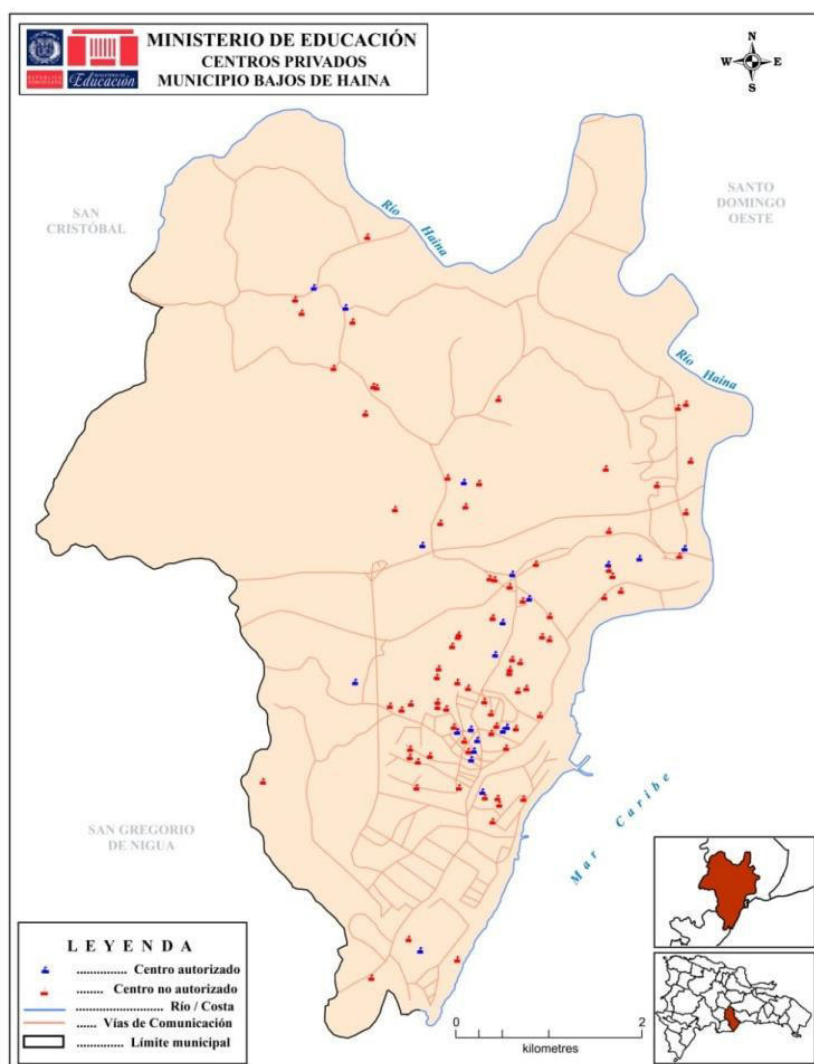 MINISTERIO DE EDUCACIÓN
CENTROS PRIVADOS
MUNICIPIO BAJOS DE HAINA
REPÚBLICA DOMINICANA
Educación
N
W E
S
SAN
CRISTÓBAL
SANTO
DOMINGO
OESTE
Río Haina
Río Haina
Mar Caribe
SAN GREGORIO
DE NIGUA
L E Y E N D A
............... Centro autorizado
........ Centro no autorizado
......................... Río / Costa
..... Vías de Comunicación
............... Límite municipal
0 2
kilometres